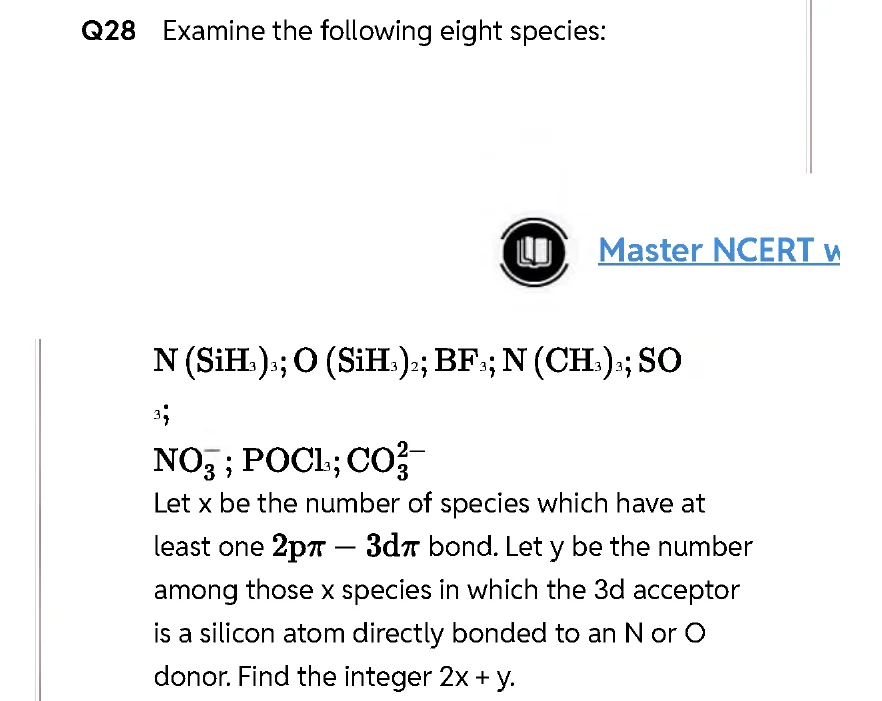 Q28 Examine the following eight species:
Master NCERT w
N (SiH₃)₃; O (SiH₃)₂; BF₃; N (CH₃)₃; SO
₃;
NO₃⁻; POCl₃; CO₃²⁻
Let x be the number of species which have at
least one 2pπ − 3dπ bond. Let y be the number
among those x species in which the 3d acceptor
is a silicon atom directly bonded to an N or O
donor. Find the integer 2x + y.